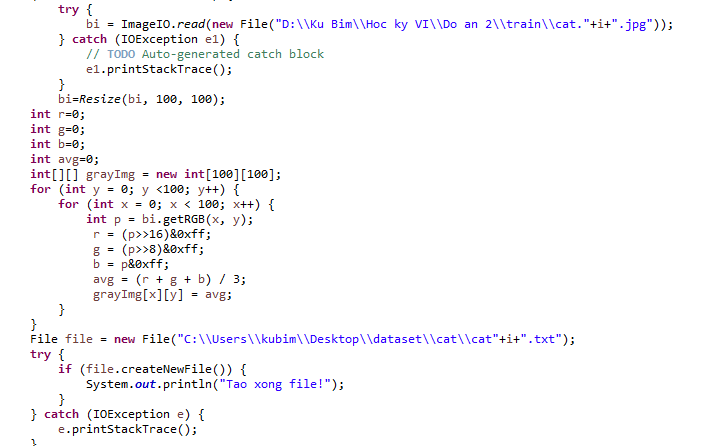 try {
bi = ImageIO.read(new File("D:\\Ku Bim\\Hoc ky VI\\Do an 2\\train\\cat."+i+".jpg"));
} catch (IOException e1) {
// TODO Auto-generated catch block
e1.printStackTrace();
}
bi=Resize(bi, 100, 100);
int r=0;
int g=0;
int b=0;
int avg=0;
int[][] grayImg = new int[100][100];
for (int y = 0; y <100; y++) {
for (int x = 0; x < 100; x++) {
int p = bi.getRGB(x, y);
r = (p>>16)&0xff;
g = (p>>8)&0xff;
b = p&0xff;
avg = (r + g + b) / 3;
grayImg[x][y] = avg;
}
}
File file = new File("C:\\Users\\kubim\\Desktop\\dataset\\cat\\cat"+i+".txt");
try {
if (file.createNewFile()) {
System.out.println("Tao xong file!");
}
} catch (IOException e) {
e.printStackTrace();
}